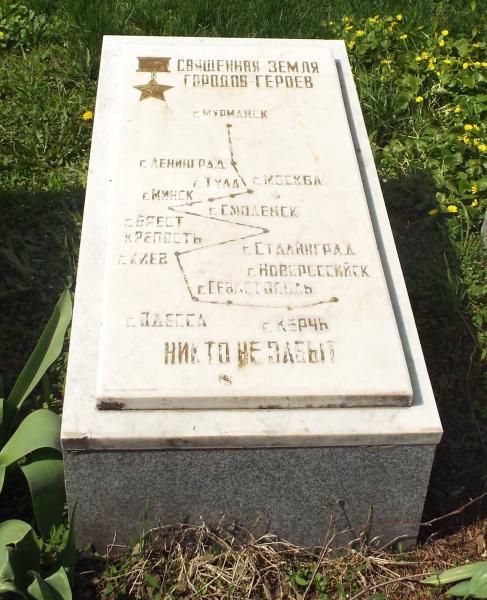 СВЯЩЕННАЯ ЗЕМЛЯ
ГОРОДОВ-ГЕРОЕВ
г. МУРМАНСК
г. ЛЕНИНГРАД
г. ТУЛА
г. МОСКВА
г. МИНСК
г. СМОЛЕНСК
г. БРЕСТ
КРЕПОСТЬ
г. СТАЛИНГРАД
г. КИЕВ
г. НОВОРОССИЙСК
г. СЕВАСТОПОЛЬ
г. ОДЕССА
г. КЕРЧЬ
НИКТО НЕ ЗАБЫТ